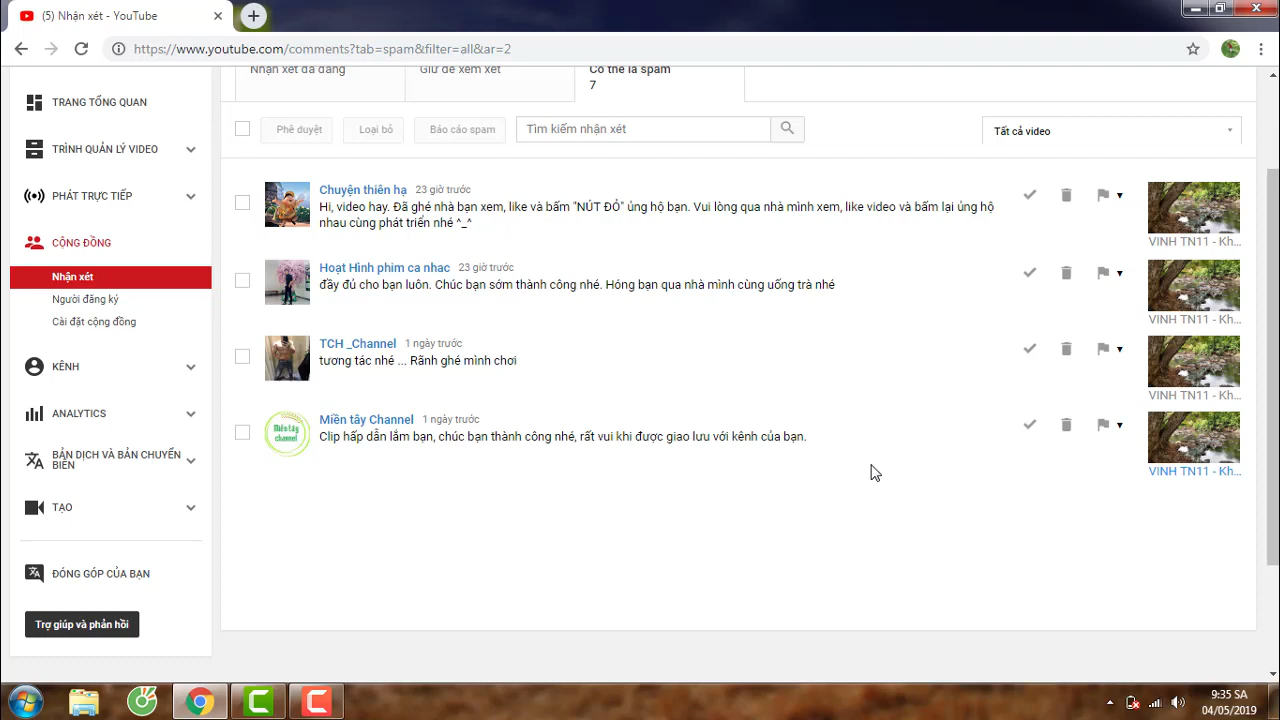 (5) Nhận xét - YouTube
https://www.youtube.com/comments?tab=spam&filter=all&ar=2
Nhận xét đã đăng
Giữ để xem xét
Có thể là spam
7
TRANG TỔNG QUAN
TRÌNH QUẢN LÝ VIDEO
PHÁT TRỰC TIẾP
CỘNG ĐỒNG
Nhận xét
Người đăng ký
Cài đặt cộng đồng
KÊNH
ANALYTICS
BẢN DỊCH VÀ BẢN CHUYỂN
BIÊN
TẠO
ĐÓNG GÓP CỦA BẠN
Trợ giúp và phản hồi
Phê duyệt
Loại bỏ
Báo cáo spam
Tìm kiếm nhận xét
Tất cả video
Chuyện thiên hạ 23 giờ trước
Hi, video hay. Đã ghé nhà bạn xem, like và bấm "NÚT ĐỎ" ủng hộ bạn. Vui lòng qua nhà mình xem, like video và bấm lại ủng hộ
nhau cùng phát triển nhé ^_^
VINH TN11 - Kh...
Hoạt Hình phim ca nhac 23 giờ trước
đầy đủ cho bạn luôn. Chúc bạn sớm thành công nhé. Hóng bạn qua nhà mình cùng uống trà nhé
VINH TN11 - Kh...
TCH _Channel 1 ngày trước
tương tác nhé ... Rãnh ghé mình chơi
VINH TN11 - Kh...
Miền tây Channel 1 ngày trước
Clip hấp dẫn lắm bạn, chúc bạn thành công nhé, rất vui khi được giao lưu với kênh của bạn.
Miền tây
channel
VINH TN11 - Kh...
9:35 SA
04/05/2019